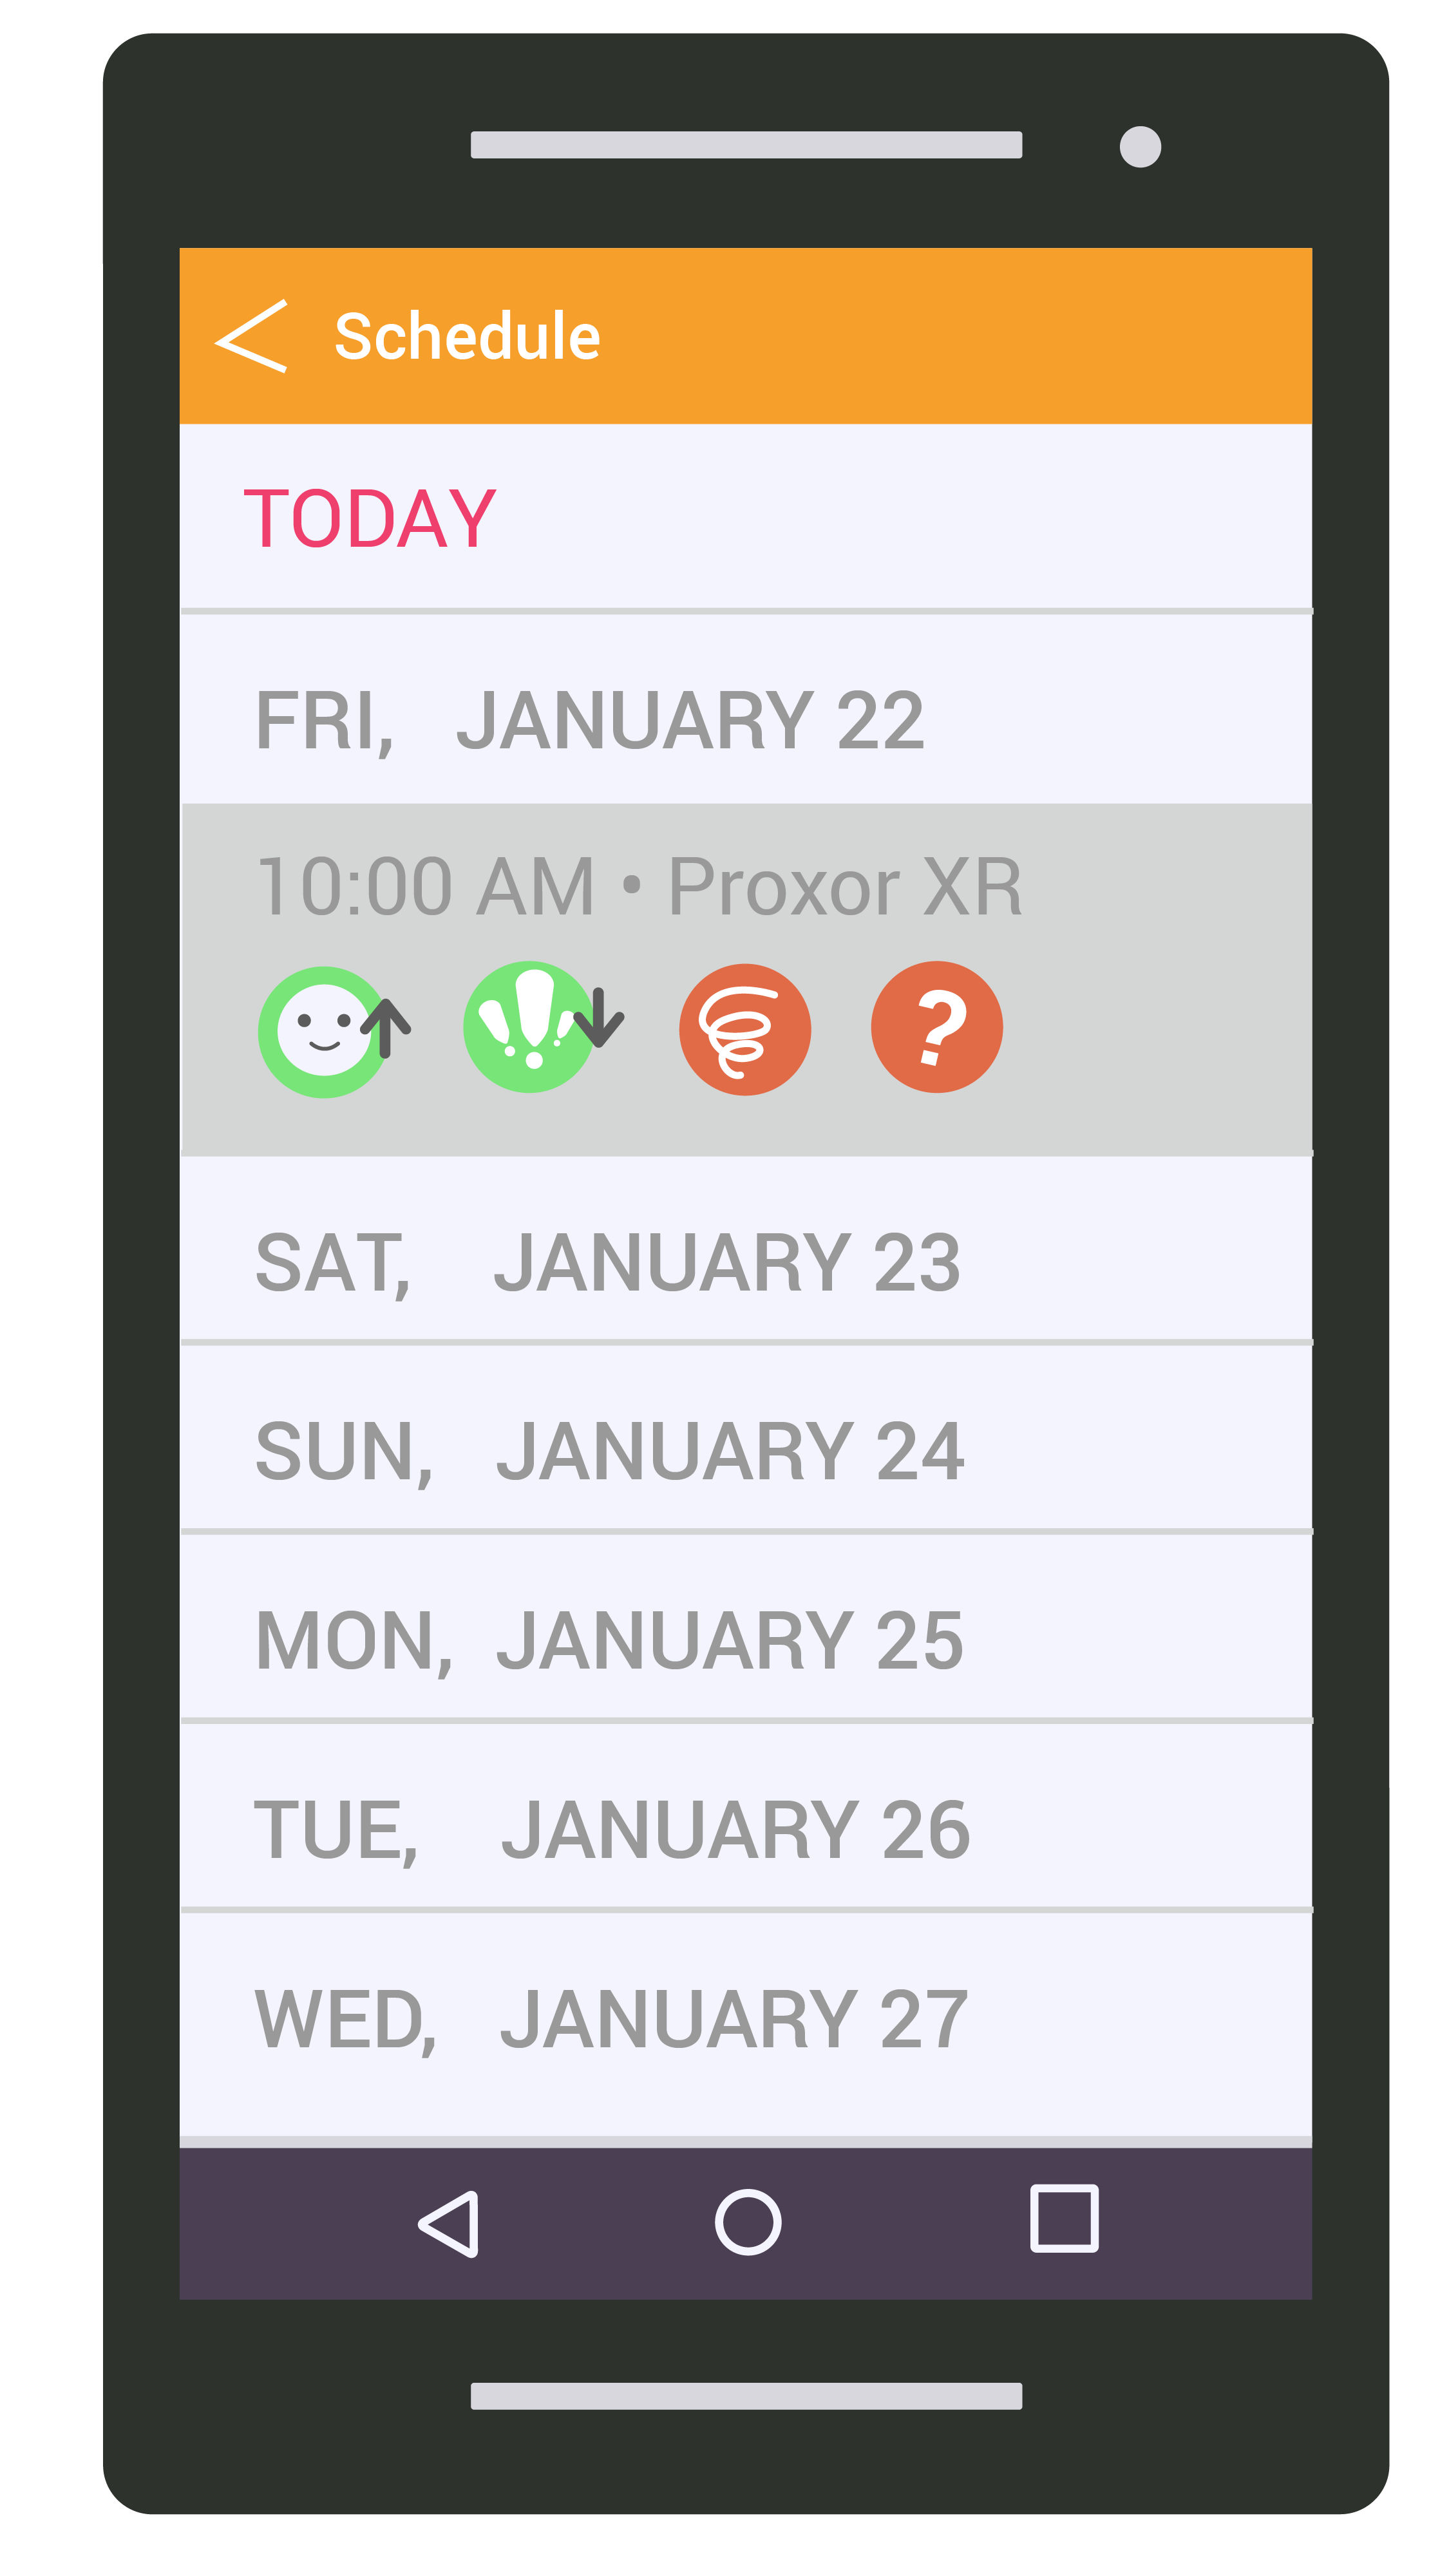 Schedule
TODAY
FRI, JANUARY 22
10:00 AM • Proxor XR
?
SAT, JANUARY 23
SUN, JANUARY 24
MON, JANUARY 25
TUE, JANUARY 26
WED, JANUARY 27